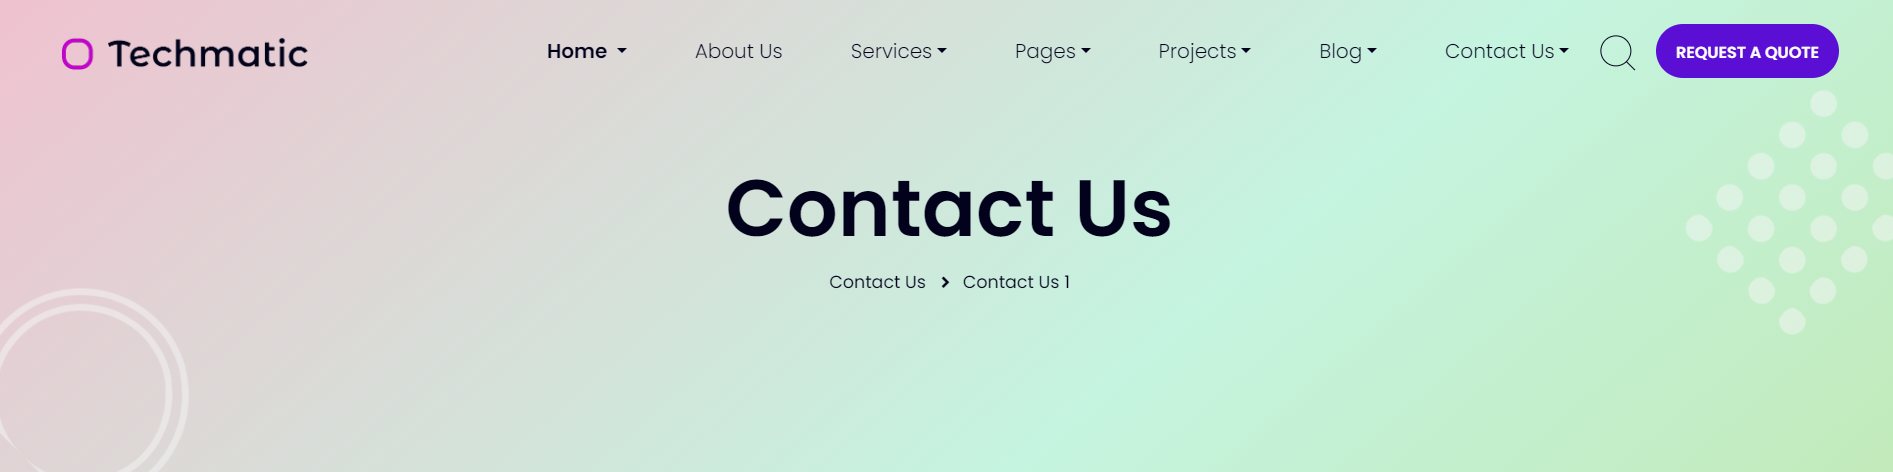 Techmatic
Home About Us Services Pages Projects Blog Contact Us REQUEST A QUOTE
Contact Us
Contact Us Contact Us 1